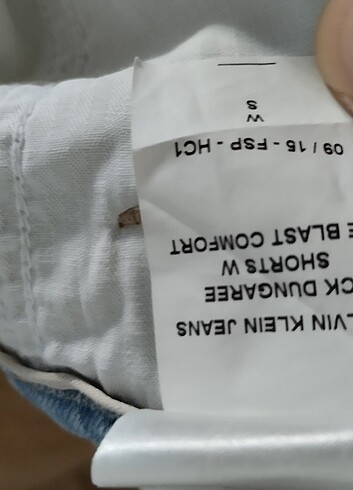 LVIN KLEIN JEANS
CK DUNGAREE
SHORTS W
E BLAST COMFORT
09 / 15 - FSP - HC1
W
S